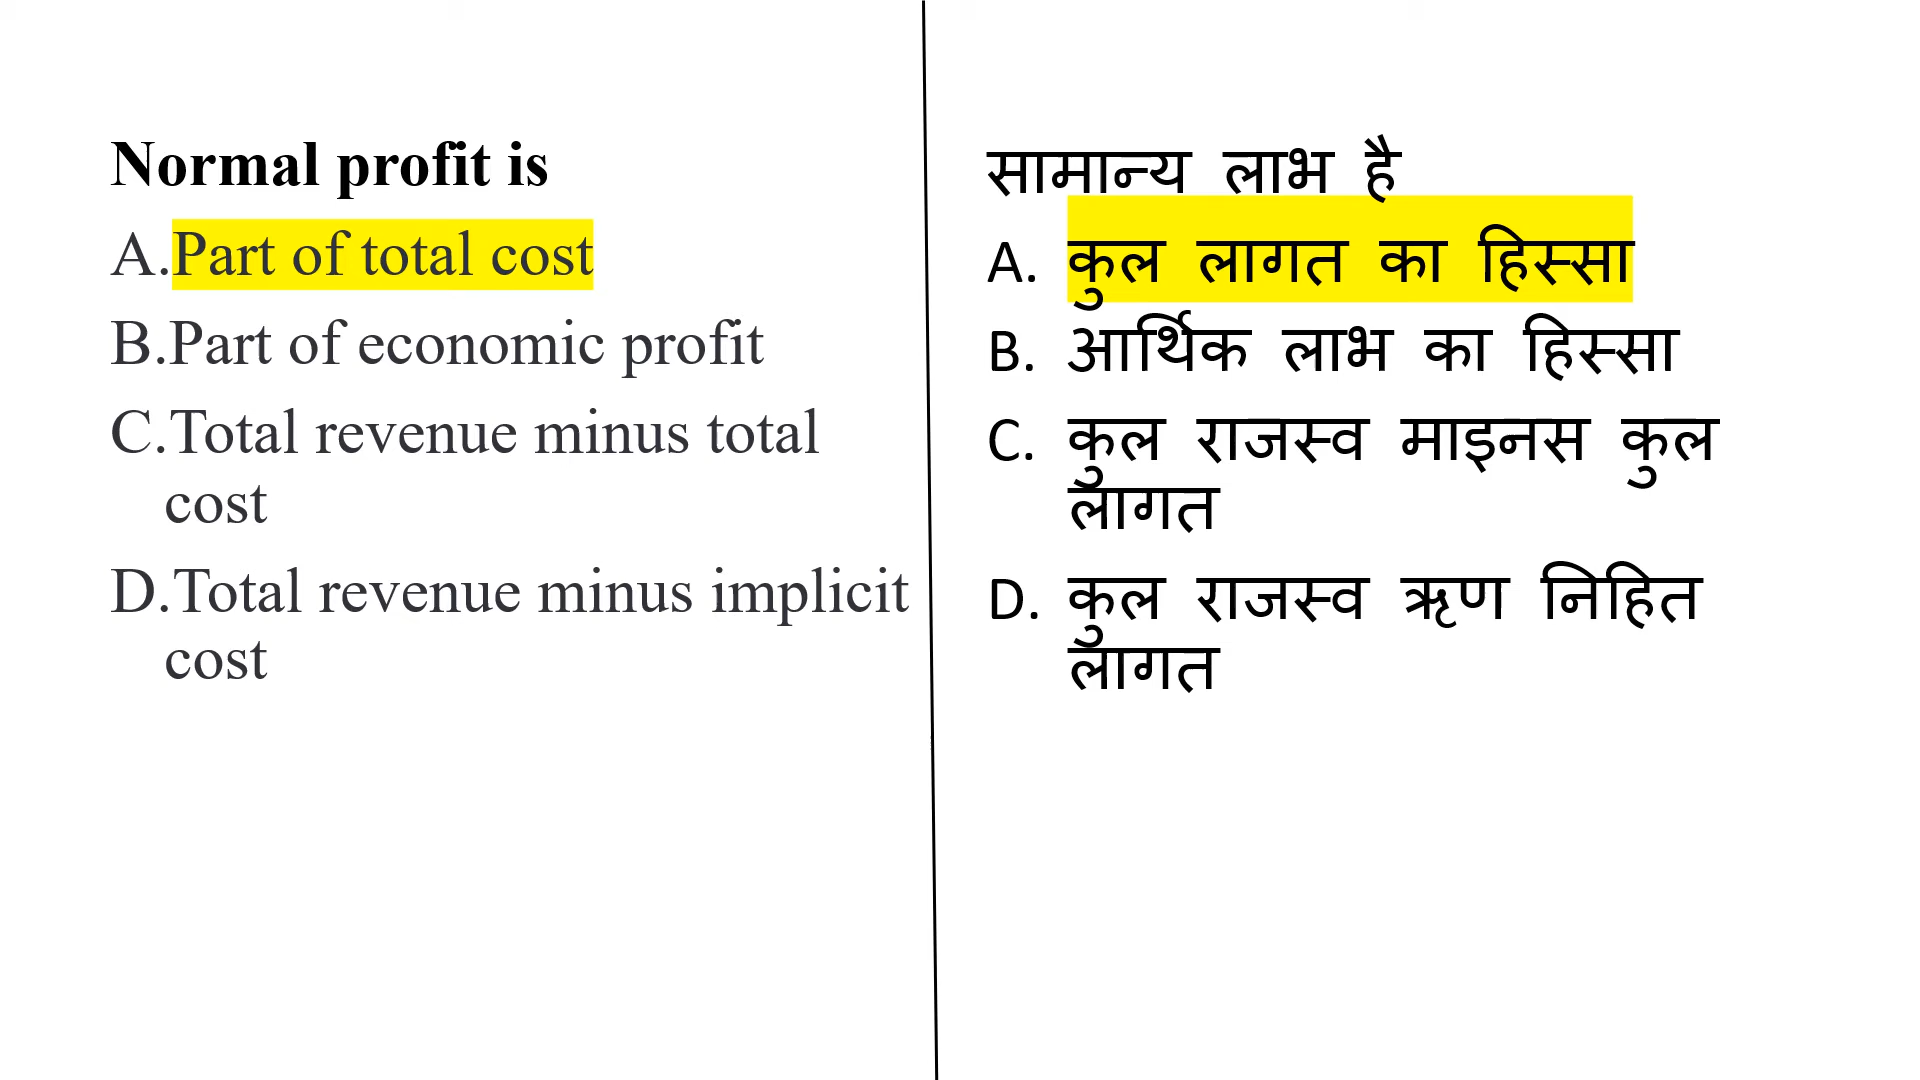 Normal profit is
A.Part of total cost
B.Part of economic profit
C.Total revenue minus total
cost
D.Total revenue minus implicit
cost
सामान्य लाभ है
A. कुल लागत का हिस्सा
B. आर्थिक लाभ का हिस्सा
C. कुल राजस्व माइनस कुल
लागत
D. कुल राजस्व ऋण निहित
लागत